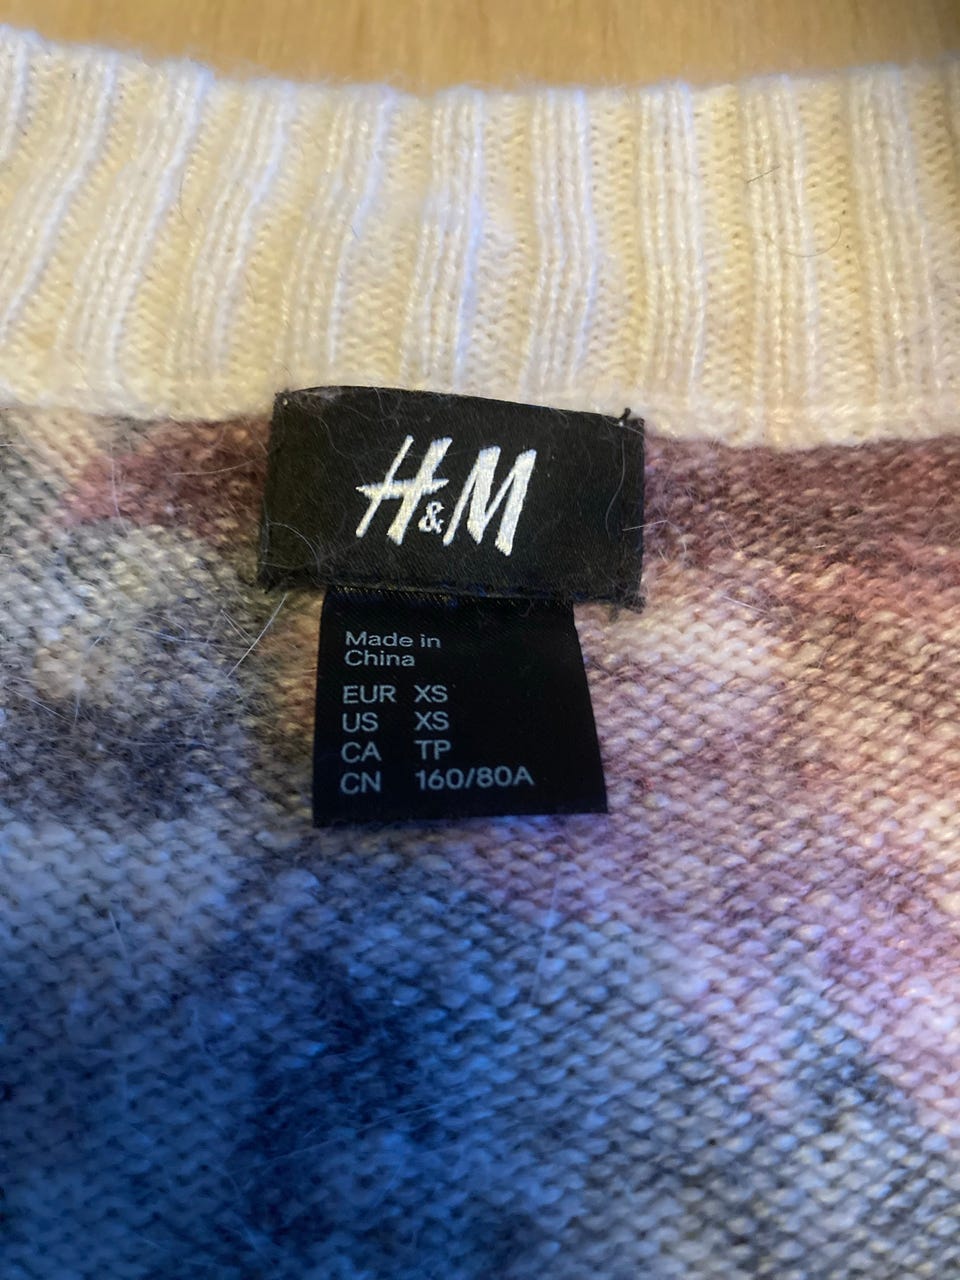 H&M
Made in
China
EUR XS
US XS
CA TP
CN 160/80A